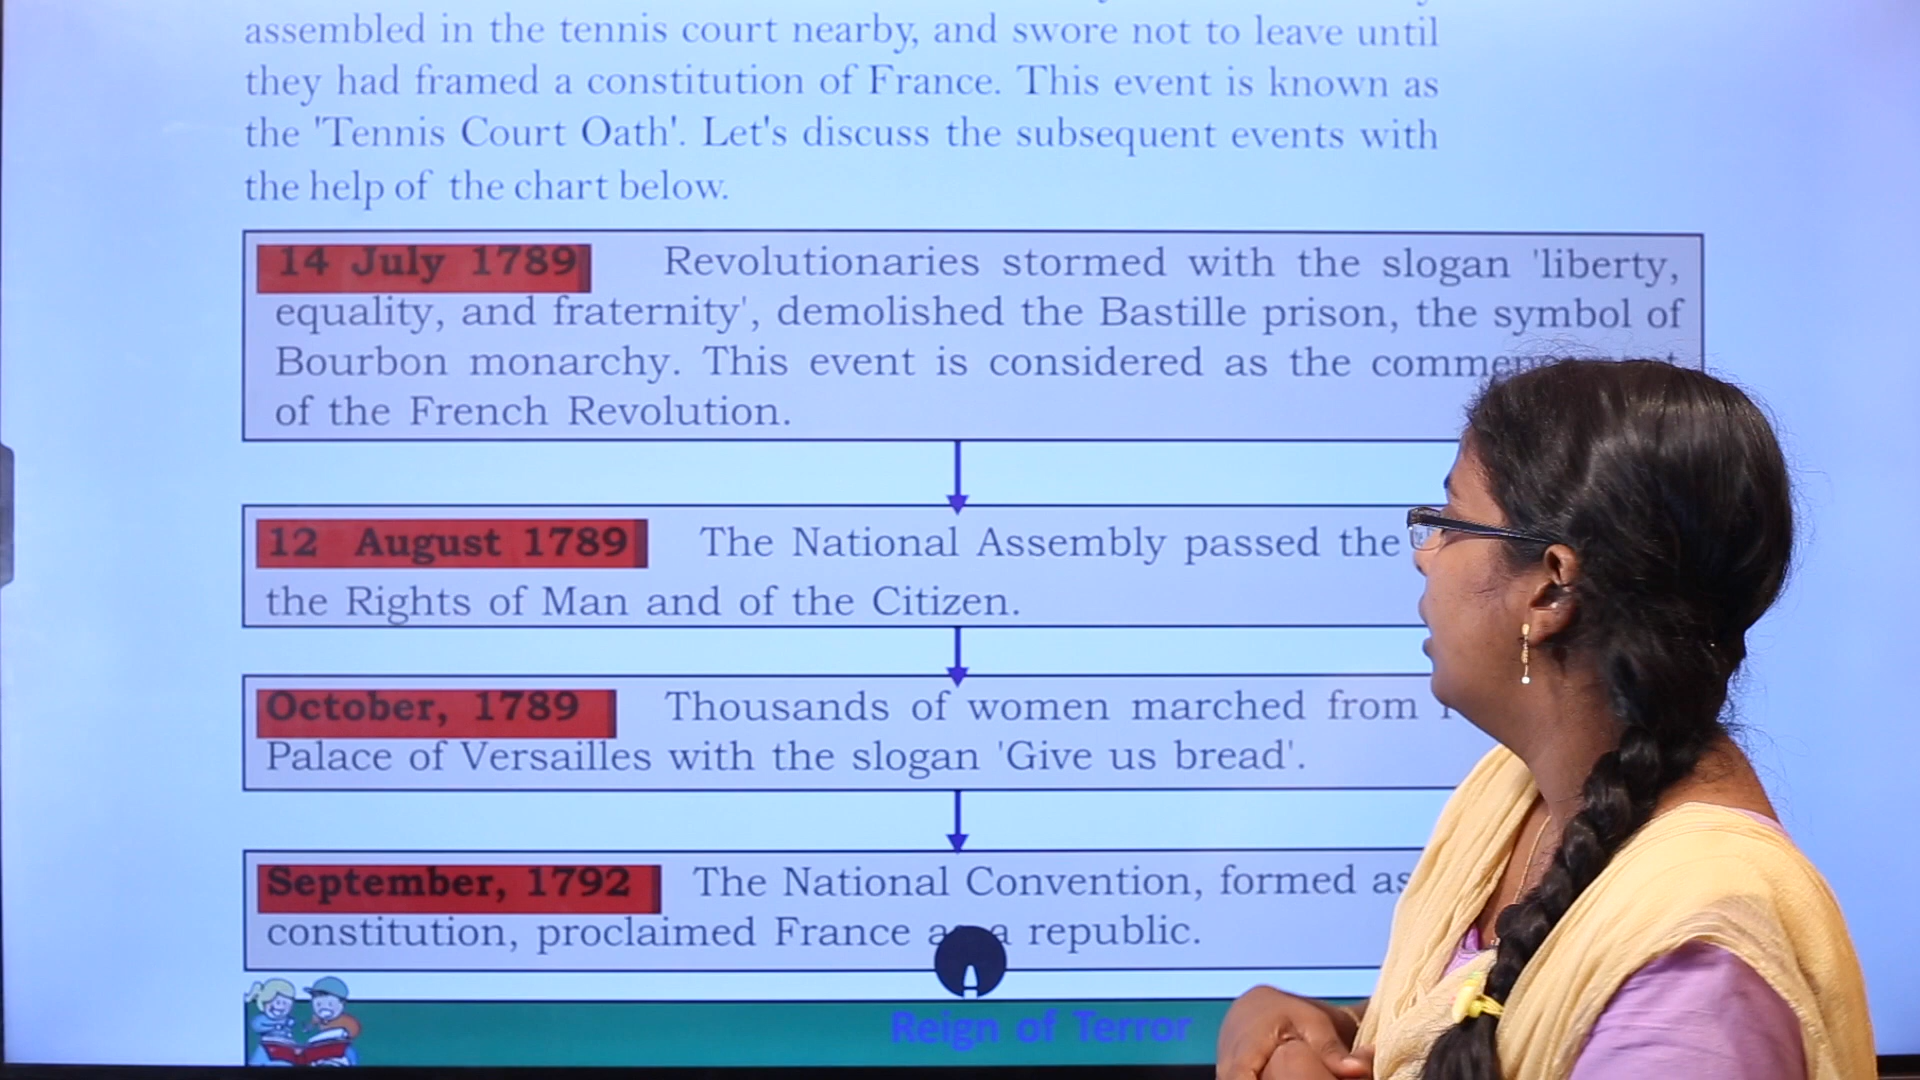 assembled in the tennis court nearby, and swore not to leave until
they had framed a constitution of France. This event is known as
the 'Tennis Court Oath'. Let's discuss the subsequent events with
the help of the chart below.
14 July 1789 Revolutionaries stormed with the slogan 'liberty,
equality, and fraternity', demolished the Bastille prison, the symbol of
Bourbon monarchy. This event is considered as the
of the French Revolution.
12 August 1789 The National Assembly passed the
the Rights of Man and of the Citizen.
October, 1789 Thousands of women marched from
Palace of Versailles with the slogan 'Give us bread'.
September, 1792 The National Convention, formed as
constitution, proclaimed France as a republic.
Reign of Terror